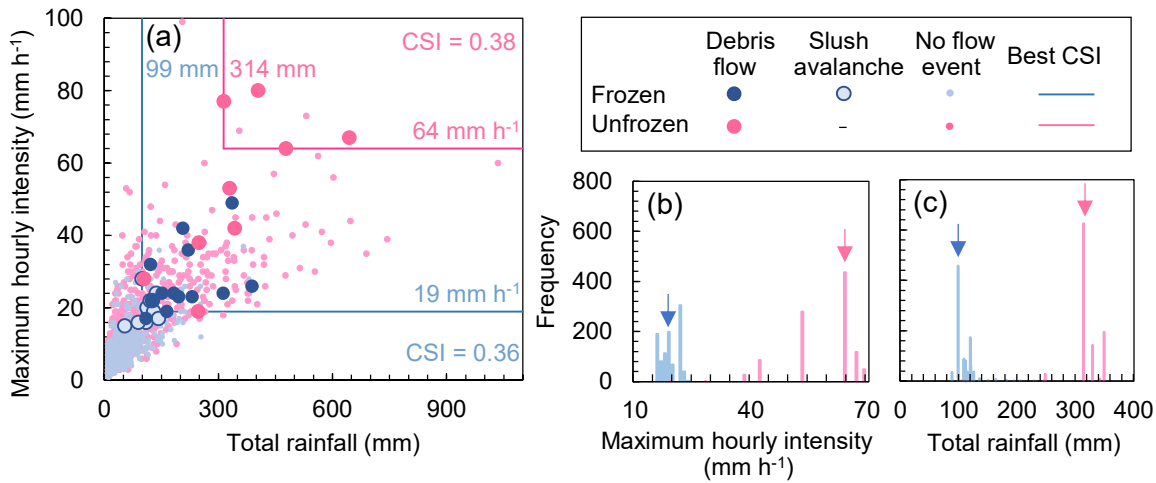 (a)
CSI = 0.38
99 mm
314 mm
64 mm h⁻¹
19 mm h⁻¹
CSI = 0.36
100
80
60
40
20
0
0
300
600
900
Maximum hourly intensity (mm h⁻¹)
Total rainfall (mm)
Debris flow
Slush avalanche
No flow event
Best CSI
Frozen
Unfrozen
–
(b)
800
600
400
200
0
Frequency
10
40
70
Maximum hourly intensity
(mm h⁻¹)
(c)
0
100
200
300
400
Total rainfall (mm)